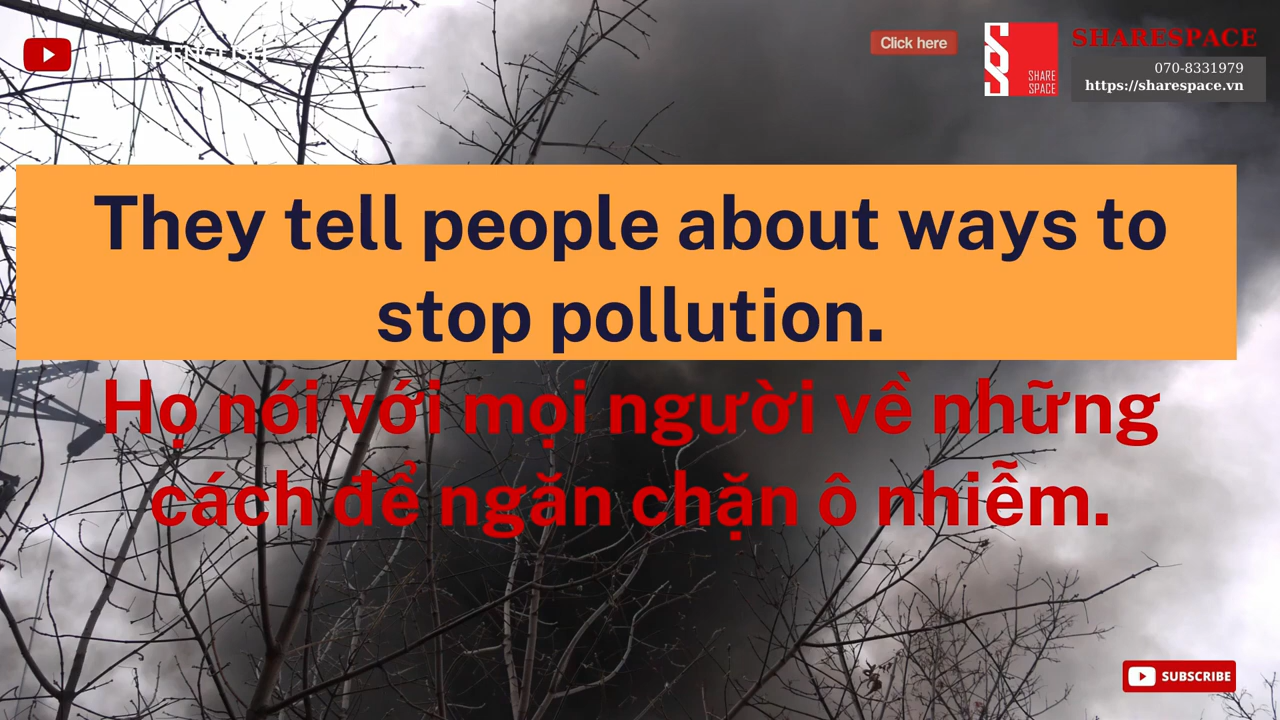 Click here
SHARE
SPACE
SHARESPACE
070-8331979
https://sharespace.vn
They tell people about ways to
stop pollution.
Họ nói với mọi người về những
cách để ngăn chặn ô nhiễm.
SUBSCRIBE